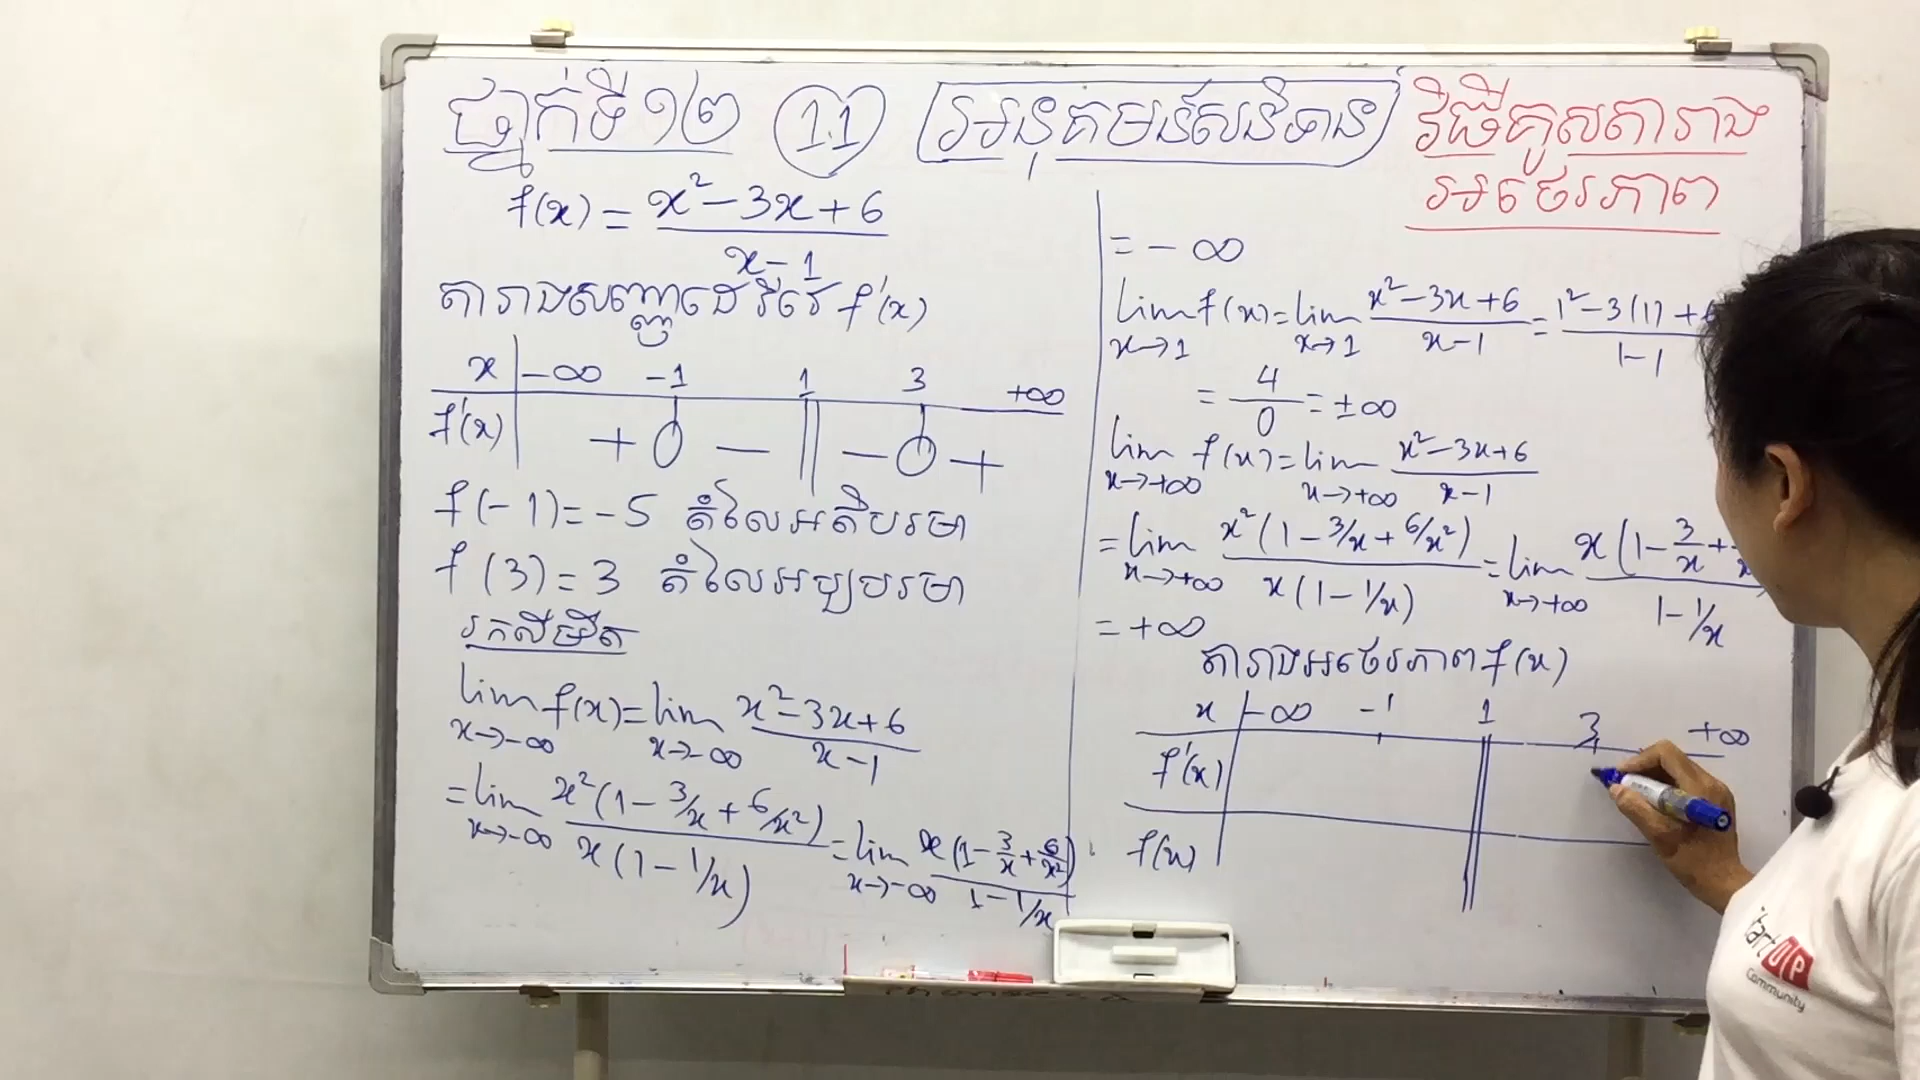 ថ្នាក់ទី១២ (11) អនុគមន៍សនិទាន
វិធីគូសតារាង
អថេរភាព
f(x) = (x² - 3x + 6)/(x - 1)
តារាងសញ្ញាដេរីវេ f'(x)
x -∞ -1 1 3 +∞
f'(x) + 0 - || - 0 +
f(-1) = -5 តំលៃអតិបរមា
f(3) = 3 តំលៃអប្បបរមា
រកលីមីត
lim x→-∞ f(x) = lim x→-∞ (x² - 3x + 6)/(x - 1)
= lim x→-∞ x²(1 - 3/x + 6/x²)/x(1 - 1/x) = lim x→-∞ x(1 - 3/x + 6/x²)/(1 - 1/x)
= -∞
lim x→1 f(x) = lim x→1 (x² - 3x + 6)/(x - 1) = (1² - 3(1) +)/(1 - 1)
= 4/0 = ±∞
lim x→+∞ f(x) = lim x→+∞ (x² - 3x + 6)/(x - 1)
= lim x→+∞ x²(1 - 3/x + 6/x²)/x(1 - 1/x) = lim x→+∞ x(1 - 3/x +)/(1 - 1/x)
= +∞
តារាងអថេរភាព f(x)
x -∞ -1 1 3 +∞
f'(x)
f(x)
UP
Community